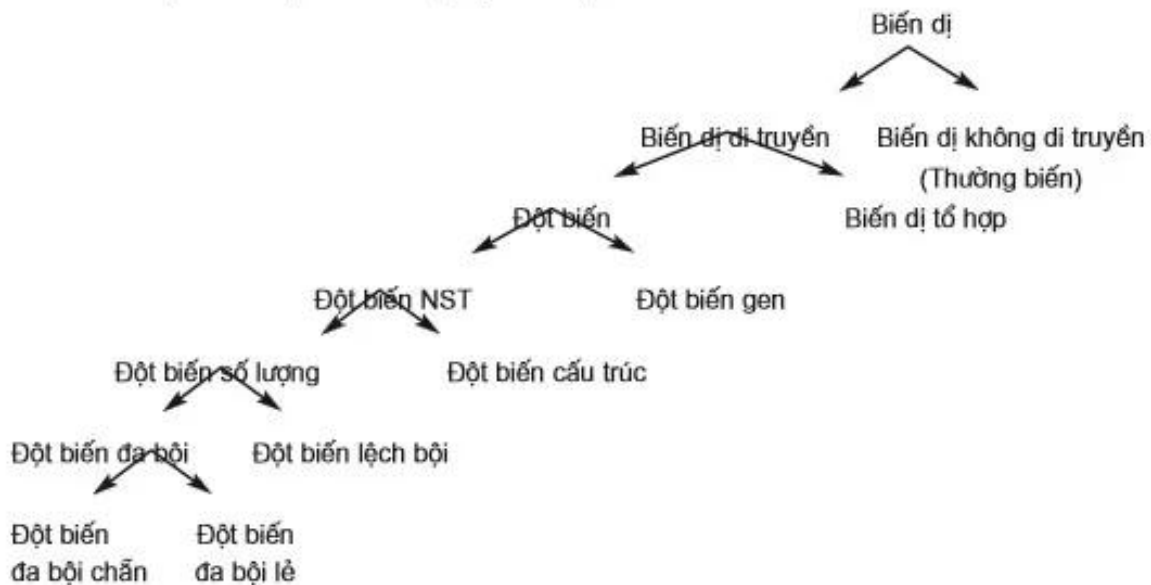 Biến dị
Biến dị di truyền Biến dị không di truyền
(Thường biến)
Đột biến Biến dị tổ hợp
Đột biến NST Đột biến gen
Đột biến số lượng Đột biến cấu trúc
Đột biến đa bôi Đột biến lệch bội
Đột biến Đột biến
đa bội chẵn đa bội lẻ